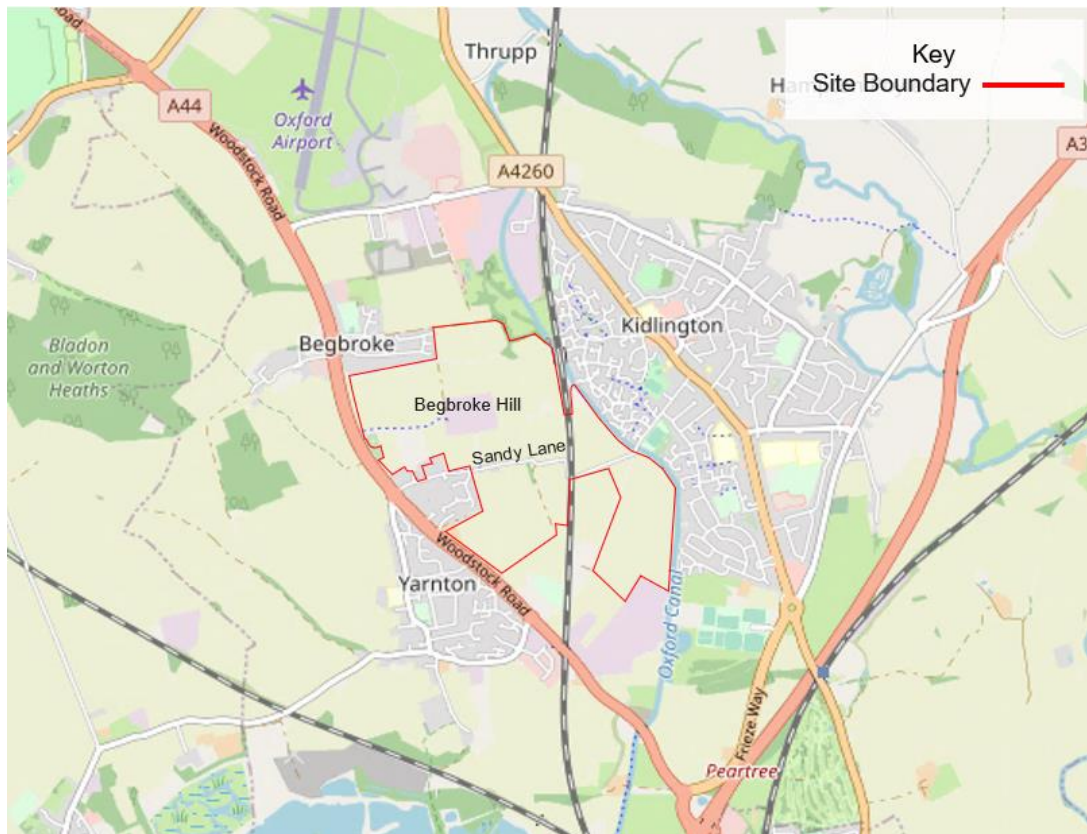 Key
Site Boundary
Road
Thrupp
A44
Oxford
Airport
A3
A4260
Woodstock Road
Kidlington
Begbroke
Bladon
and Worton
Heaths
Begbroke Hill
Sandy Lane
Woodstock Road
Yarnton
Oxford Canal
Frieze Way
Peartree